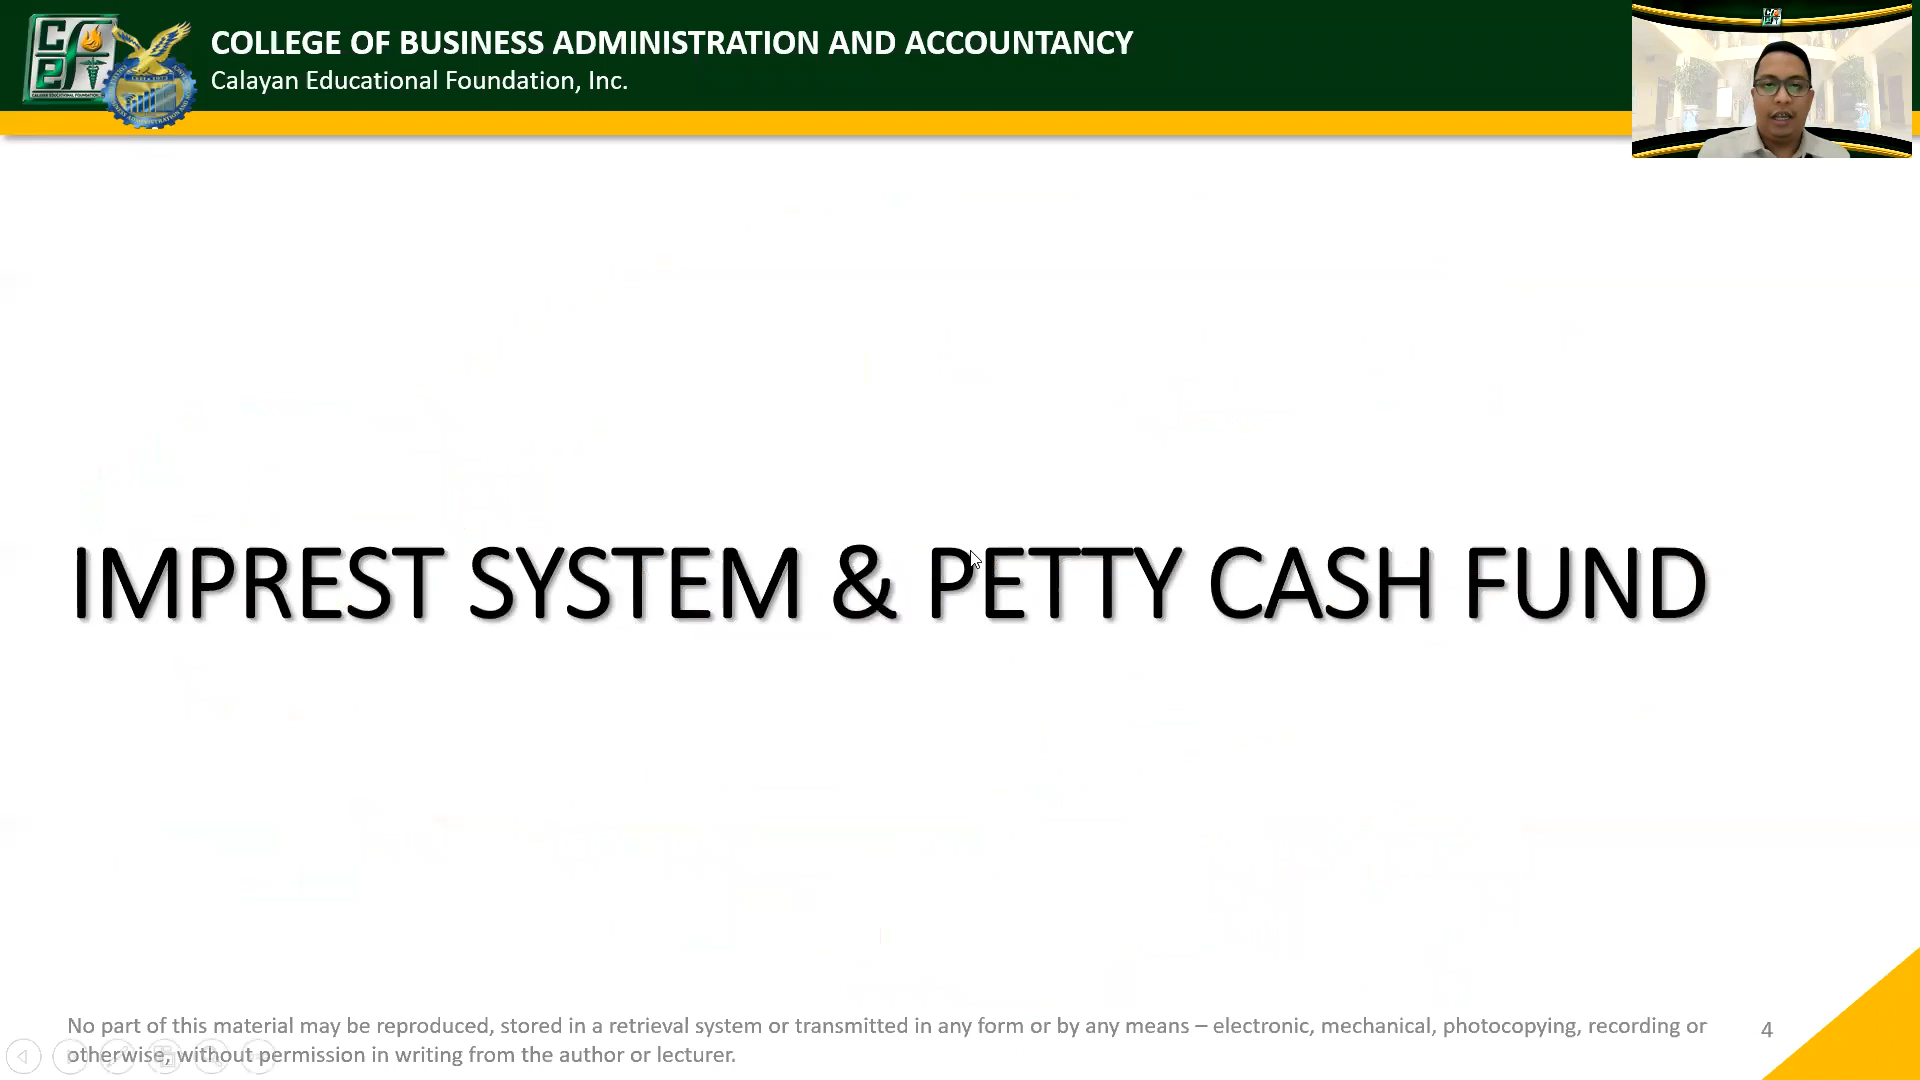 COLLEGE OF BUSINESS ADMINISTRATION AND ACCOUNTANCY
Calayan Educational Foundation, Inc.
IMPREST SYSTEM & PETTY CASH FUND
No part of this material may be reproduced, stored in a retrieval system or transmitted in any form or by any means – electronic, mechanical, photocopying, recording or
otherwise, without permission in writing from the author or lecturer.
4